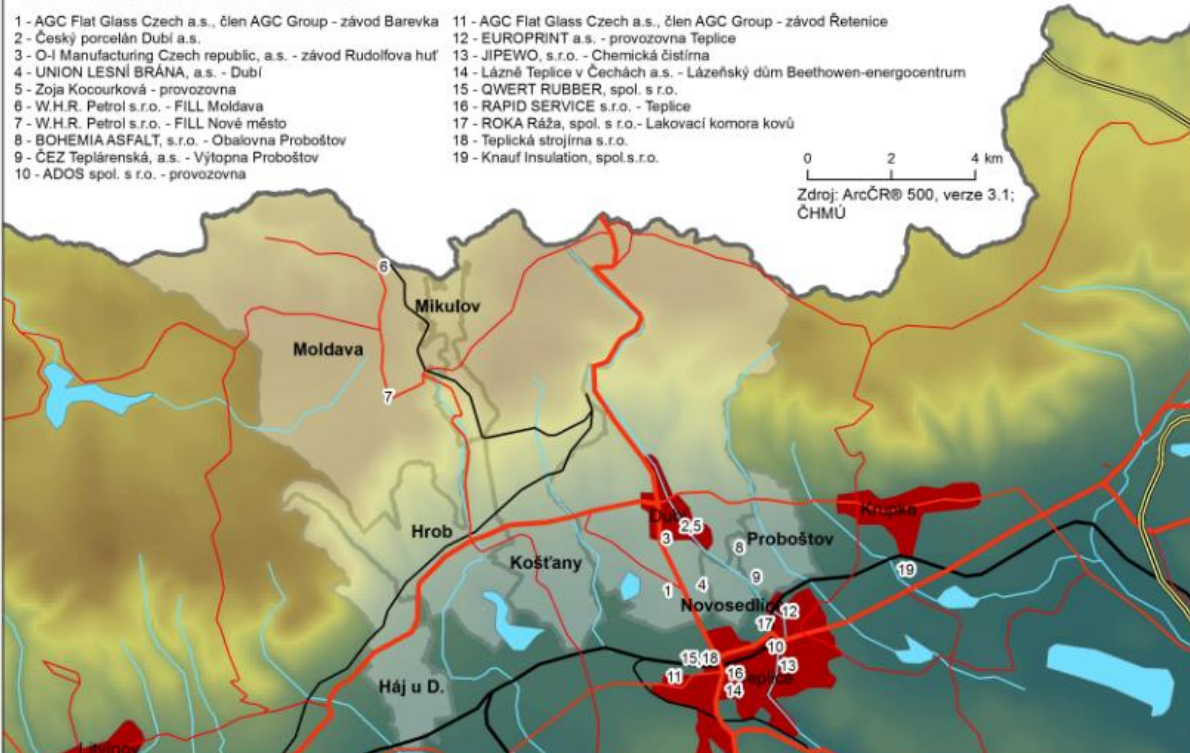 1 - AGC Flat Glass Czech a.s., člen AGC Group - závod Barevka
2 - Český porcelán Dubí a.s.
3 - O-I Manufacturing Czech republic, a.s. - závod Rudolfova huť
4 - UNION LESNÍ BRÁNA, a.s. - Dubí
5 - Zoja Kocourková - provozovna
6 - W.H.R. Petrol s.r.o. - FILL Moldava
7 - W.H.R. Petrol s.r.o. - FILL Nové město
8 - BOHEMIA ASFALT, s.r.o. - Obalovna Proboštov
9 - ČEZ Teplárenská, a.s. - Výtopna Proboštov
10 - ADOS spol. s r.o. - provozovna
11 - AGC Flat Glass Czech a.s., člen AGC Group - závod Řetenice
12 - EUROPRINT a.s. - provozovna Teplice
13 - JIPEWO, s.r.o. - Chemická čistírna
14 - Lázně Teplice v Čechách a.s. - Lázeňský dům Beethowen-energocentrum
15 - QWERT RUBBER, spol. s r.o.
16 - RAPID SERVICE s.r.o. - Teplice
17 - ROKA Ráža, spol. s r.o.- Lakovací komora kovů
18 - Teplická strojírna s.r.o.
19 - Knauf Insulation, spol.s.r.o.
0 2 4 km
Zdroj: ArcČR® 500, verze 3.1;
ČHMÚ
6
Mikulov
Moldava
7
Hrob
Košťany
Háj u D.
Dubí
2,5
3
8
Proboštov
Krupka
19
9
1
4
Novosedlice
12
17
10
15, 18
13
11
16
Teplice
14
Litvínov